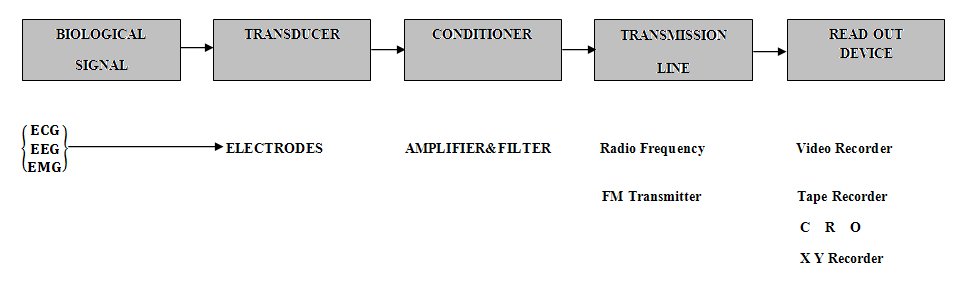 BIOLOGICAL
SIGNAL
TRANSDUCER
CONDITIONER
TRANSMISSION
LINE
READ OUT
DEVICE
ECG
EEG
EMG
ELECTRODES
AMPLIFIER&FILTER
Radio Frequency
FM Transmitter
Video Recorder
Tape Recorder
C R O
X Y Recorder